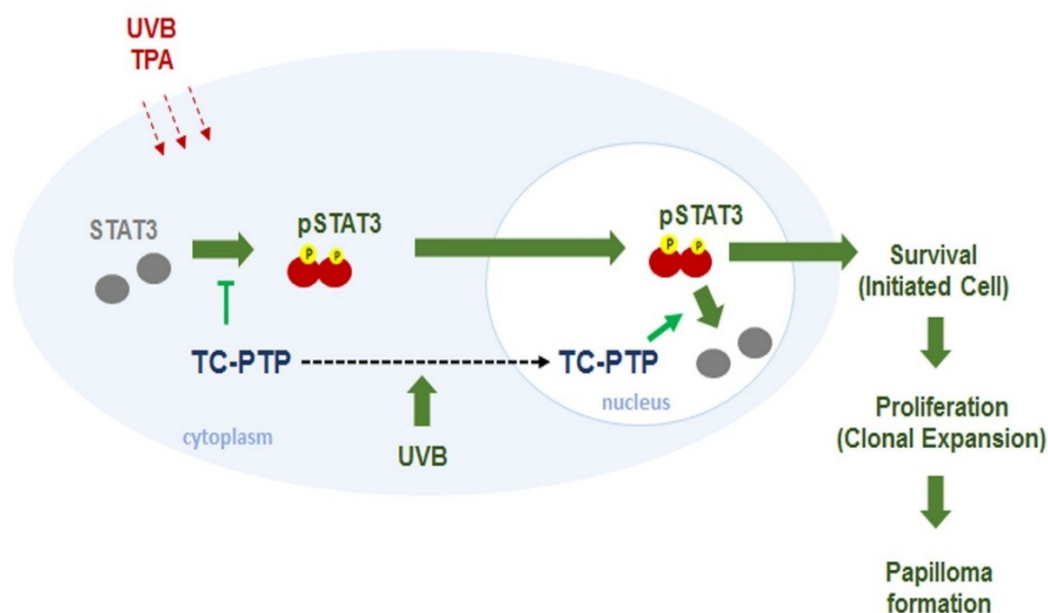 UVB
TPA
STAT3
pSTAT3
P P
pSTAT3
P P
Survival
(Initiated Cell)
TC-PTP
TC-PTP
nucleus
cytoplasm
UVB
Proliferation
(Clonal Expansion)
Papilloma
formation